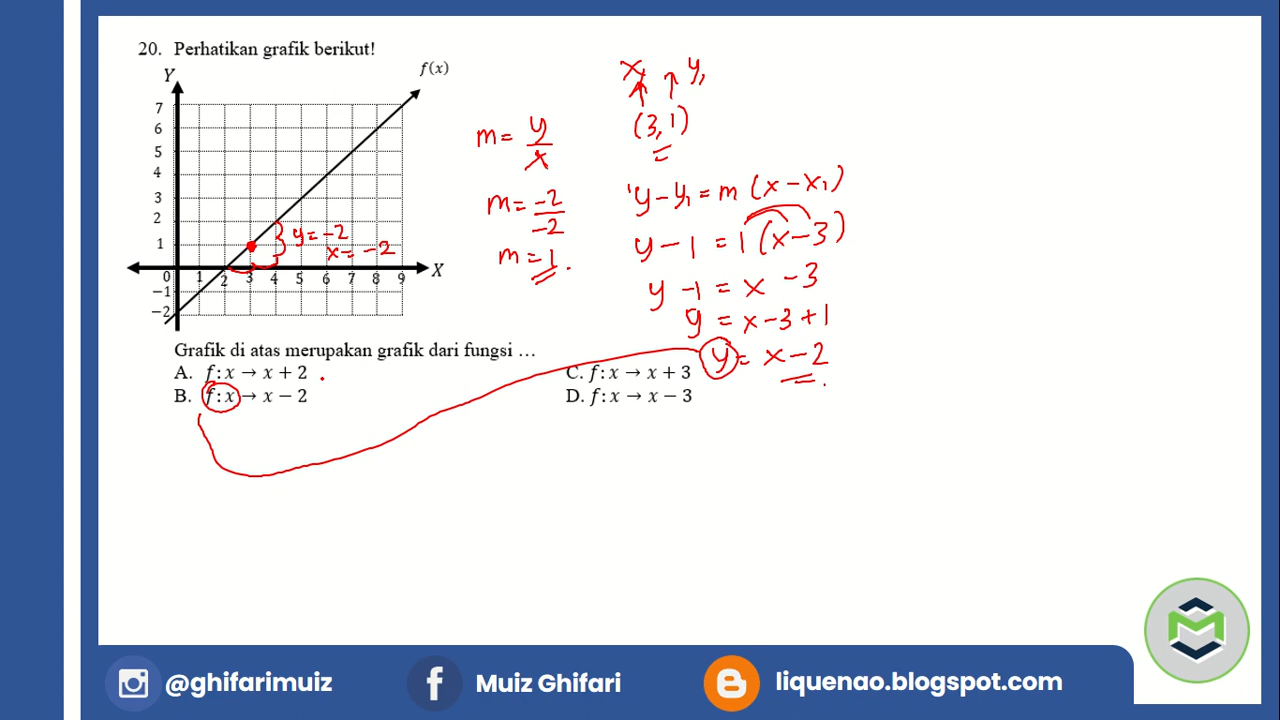 20. Perhatikan grafik berikut!
f(x)
Y
7
6
5
4
3
2
1
0 1 2 3 4 5 6 7 8 9 X
−1
−2
y = -2
x = -2
m = y/x
m = -2/-2
m = 1.
x₁ y₁
(3, 1)
y - y₁ = m (x - x₁)
y - 1 = 1 (x - 3)
y - 1 = x - 3
y = x - 3 + 1
y = x - 2.
Grafik di atas merupakan grafik dari fungsi …
A. f: x → x + 2 .
C. f: x → x + 3
B. f: x → x − 2
D. f: x → x − 3
M
@ghifarimuiz
f Muiz Ghifari
liquenao.blogspot.com